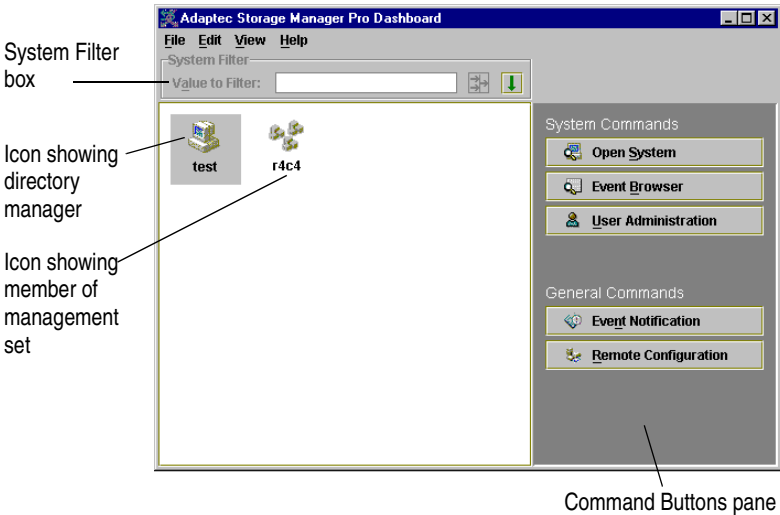 Adaptec Storage Manager Pro Dashboard
File Edit View Help
System Filter
Value to Filter:
System Filter
box
test
r4c4
Icon showing
directory
manager
Icon showing
member of
management
set
System Commands
Open System
Event Browser
User Administration
General Commands
Event Notification
Remote Configuration
Command Buttons pane